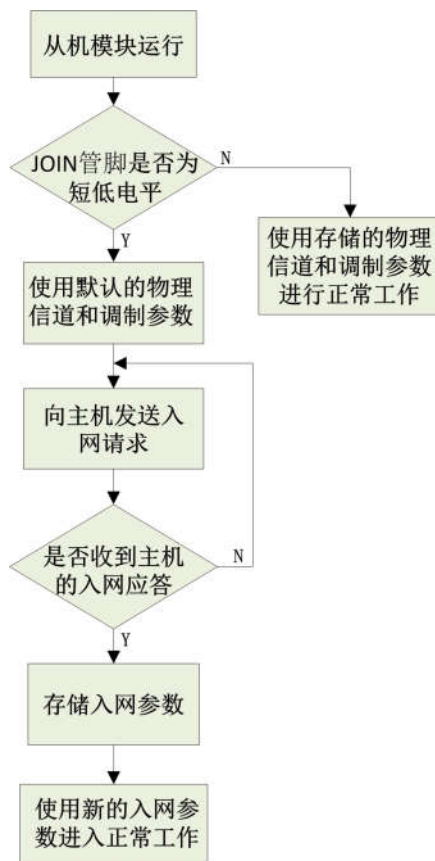 从机模块运行
JOIN管脚是否为
短低电平
N
Y
使用存储的物理
信道和调制参数
进行正常工作
使用默认的物理
信道和调制参数
向主机发送入
网请求
是否收到主机
的入网应答
N
Y
存储入网参数
使用新的入网参
数进入正常工作